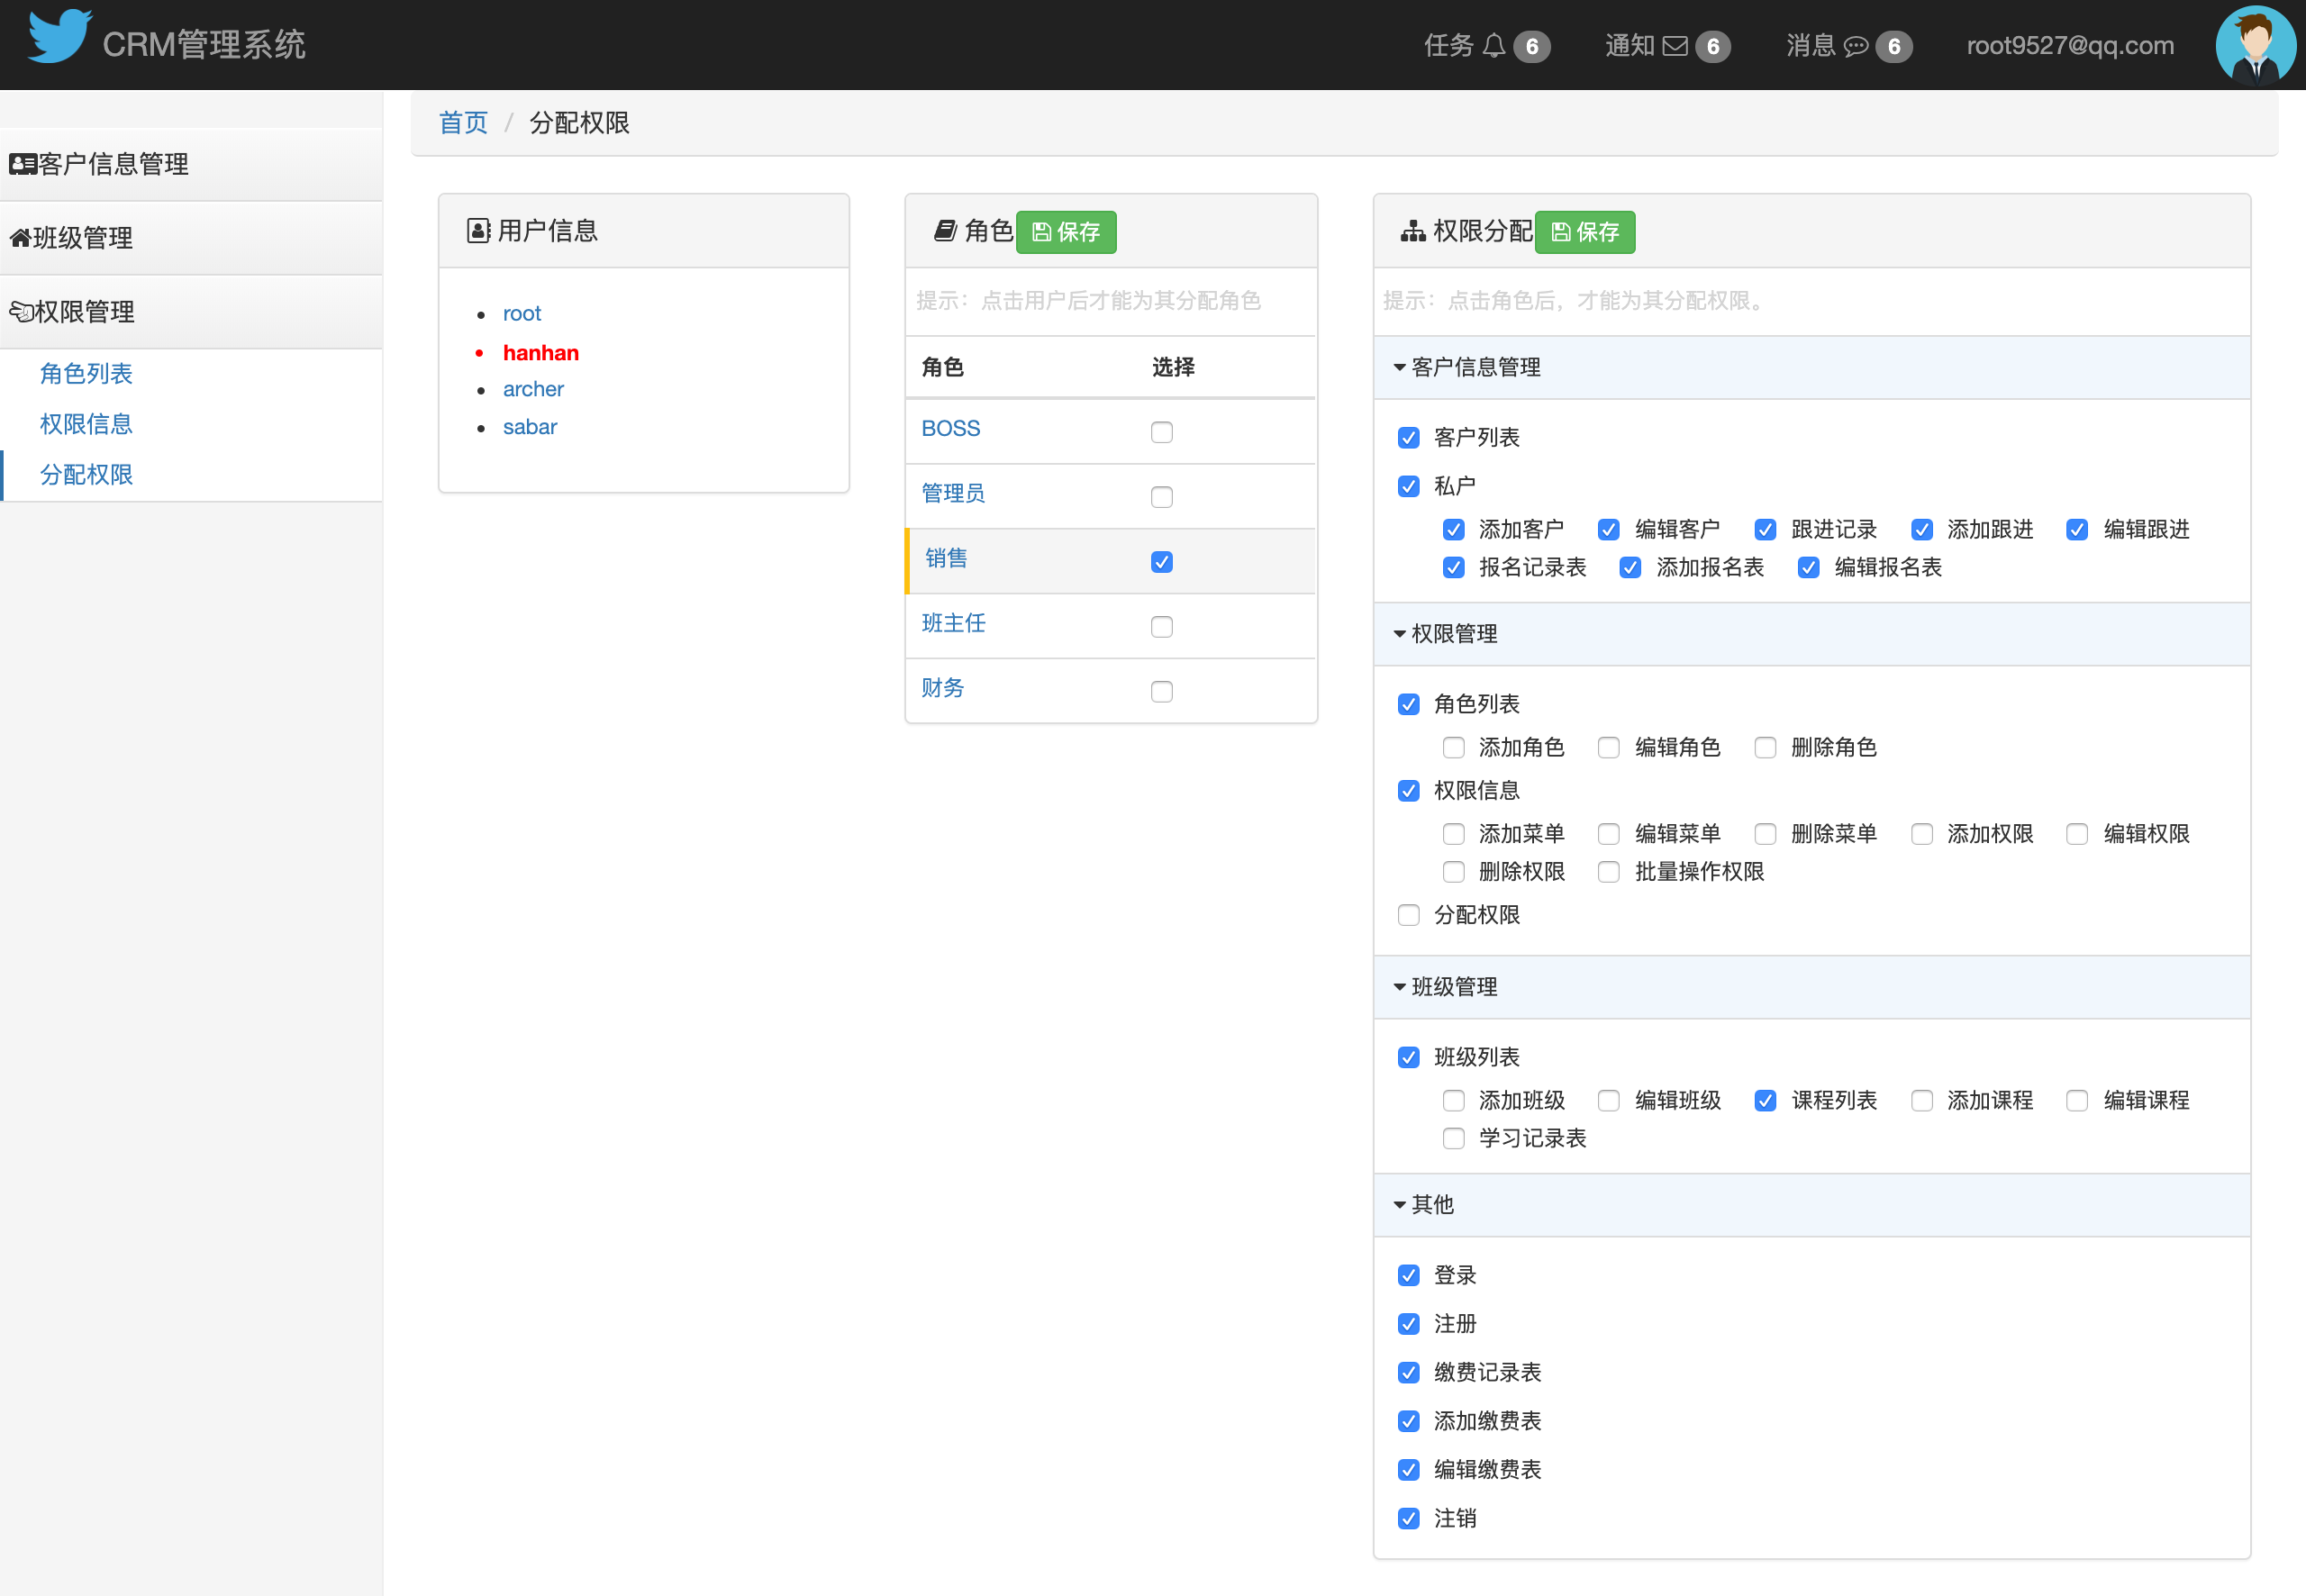 CRM管理系统
任务 6 通知 6 消息 6 root9527@qq.com
首页 / 分配权限
客户信息管理
班级管理
权限管理
角色列表
权限信息
分配权限
用户信息
root
hanhan
archer
sabar
角色 保存
提示：点击用户后才能为其分配角色
角色 选择
BOSS
管理员
销售
班主任
财务
权限分配 保存
提示：点击角色后，才能为其分配权限。
客户信息管理
客户列表
私户
添加客户 编辑客户 跟进记录 添加跟进 编辑跟进
报名记录表 添加报名表 编辑报名表
权限管理
角色列表
添加角色 编辑角色 删除角色
权限信息
添加菜单 编辑菜单 删除菜单 添加权限 编辑权限
删除权限 批量操作权限
分配权限
班级管理
班级列表
添加班级 编辑班级 课程列表 添加课程 编辑课程
学习记录表
其他
登录
注册
缴费记录表
添加缴费表
编辑缴费表
注销